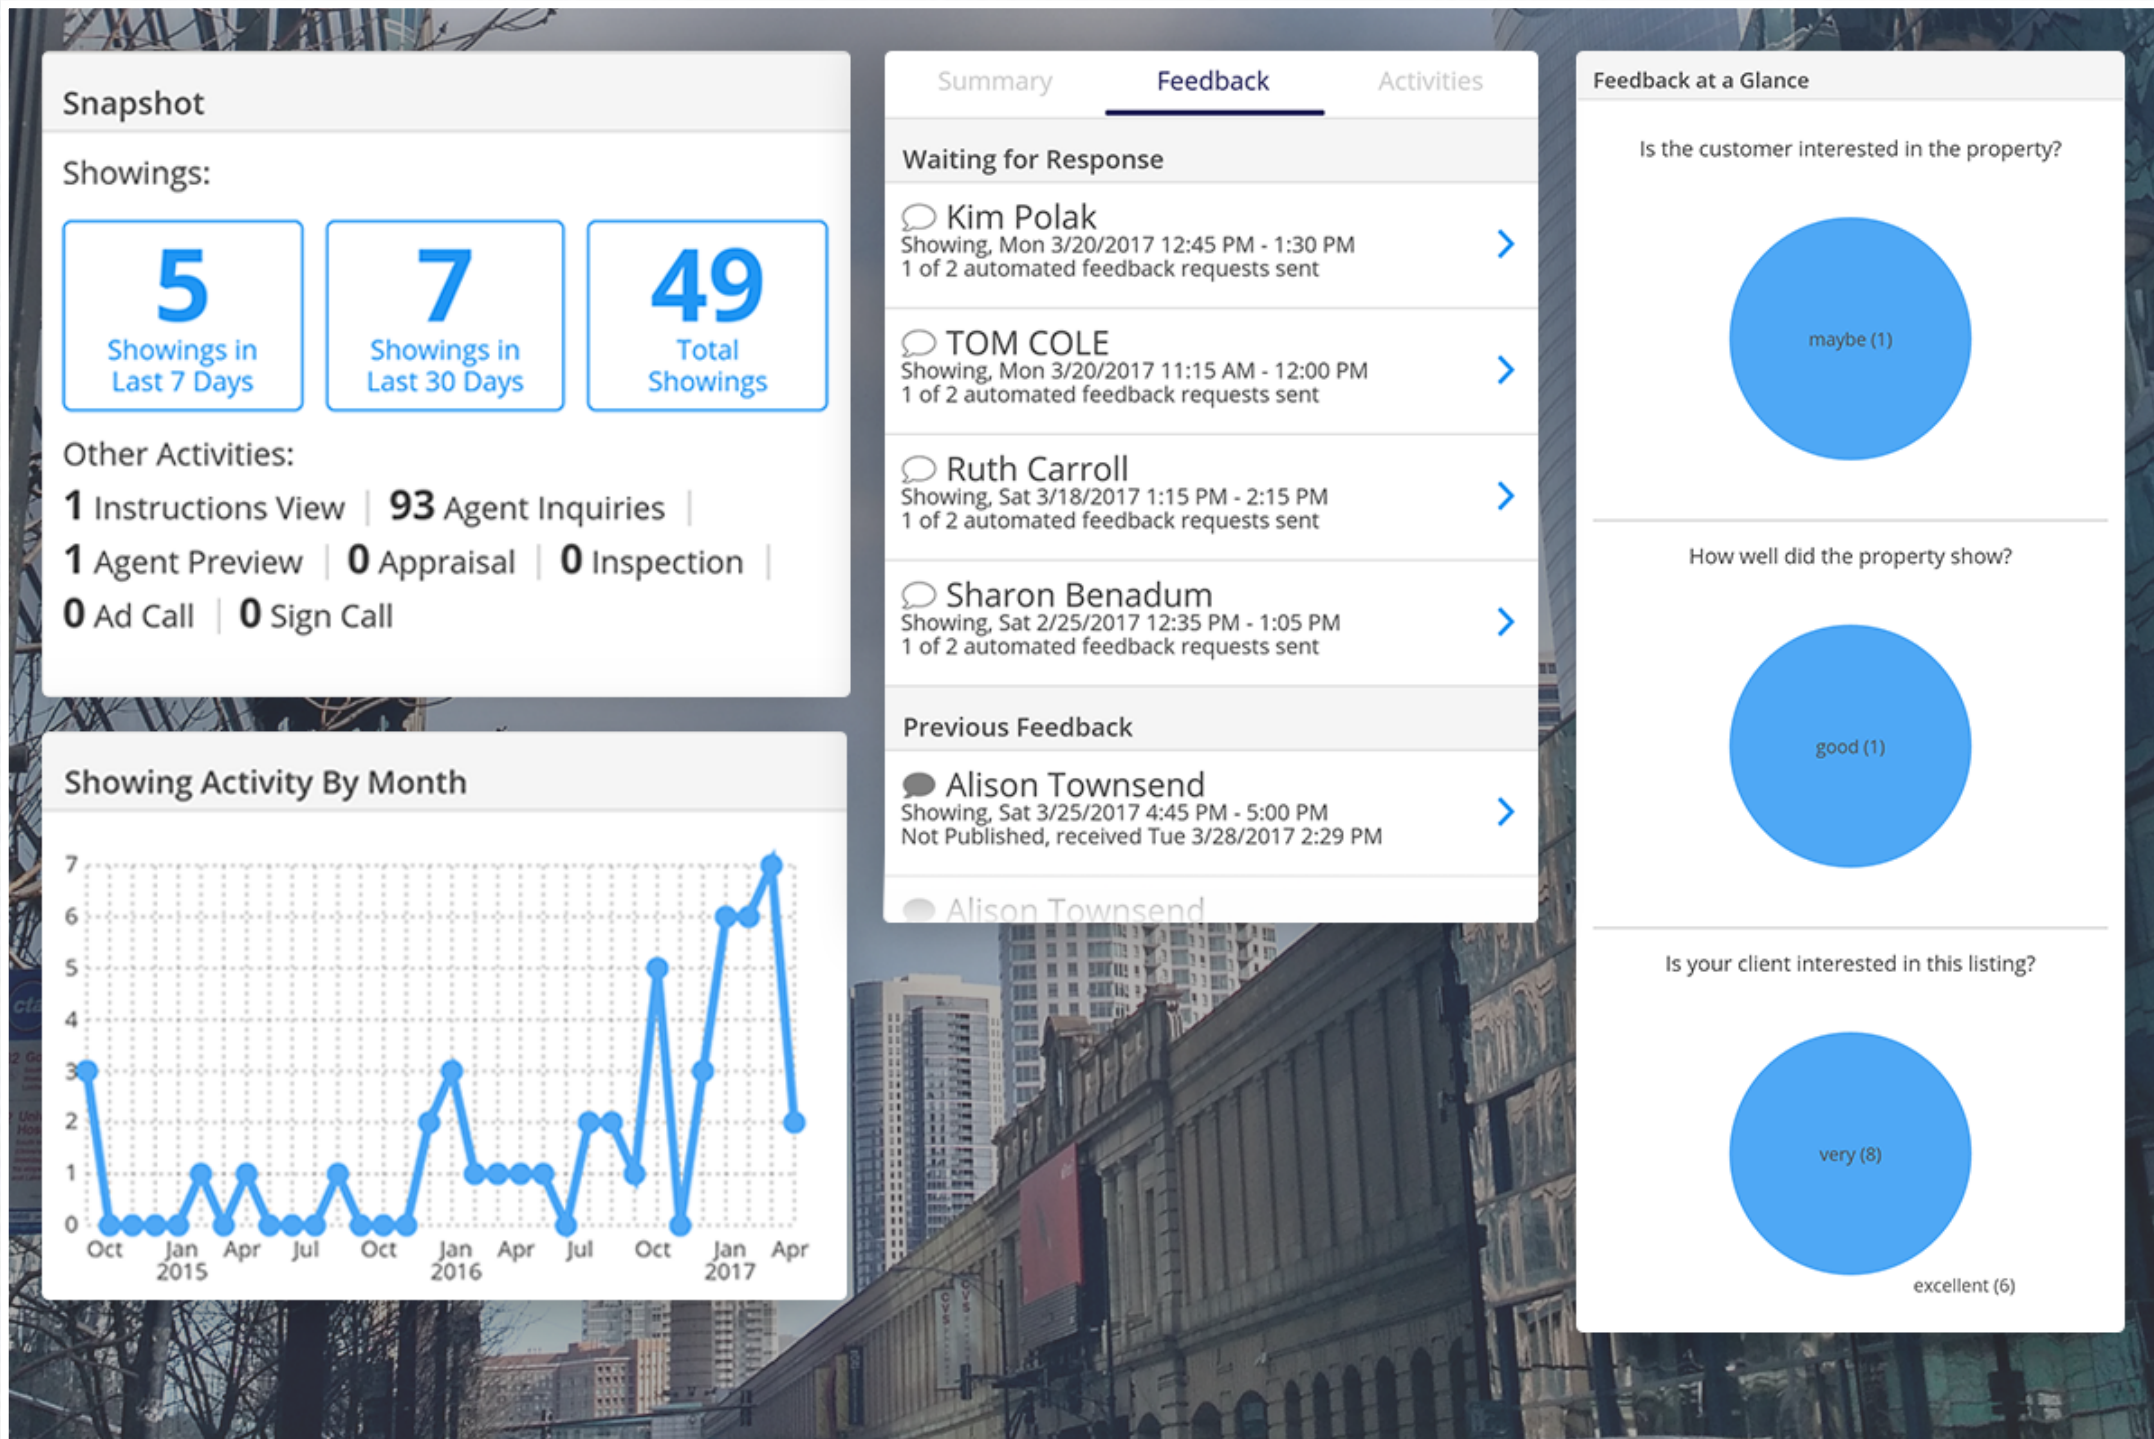 Snapshot
Showings:
5
Showings in
Last 7 Days
7
Showings in
Last 30 Days
49
Total
Showings
Other Activities:
1 Instructions View | 93 Agent Inquiries |
1 Agent Preview | 0 Appraisal | 0 Inspection |
0 Ad Call | 0 Sign Call
Showing Activity By Month
7
6
5
4
3
2
1
0
Oct Jan Apr Jul Oct Jan Apr Jul Oct Jan Apr
2015 2016 2017
Summary Feedback Activities
Waiting for Response
Kim Polak
Showing, Mon 3/20/2017 12:45 PM - 1:30 PM
1 of 2 automated feedback requests sent
TOM COLE
Showing, Mon 3/20/2017 11:15 AM - 12:00 PM
1 of 2 automated feedback requests sent
Ruth Carroll
Showing, Sat 3/18/2017 1:15 PM - 2:15 PM
1 of 2 automated feedback requests sent
Sharon Benadum
Showing, Sat 2/25/2017 12:35 PM - 1:05 PM
1 of 2 automated feedback requests sent
Previous Feedback
Alison Townsend
Showing, Sat 3/25/2017 4:45 PM - 5:00 PM
Not Published, received Tue 3/28/2017 2:29 PM
Alison Townsend
Feedback at a Glance
Is the customer interested in the property?
maybe (1)
How well did the property show?
good (1)
Is your client interested in this listing?
very (8)
excellent (6)
cta
CVS
CVS